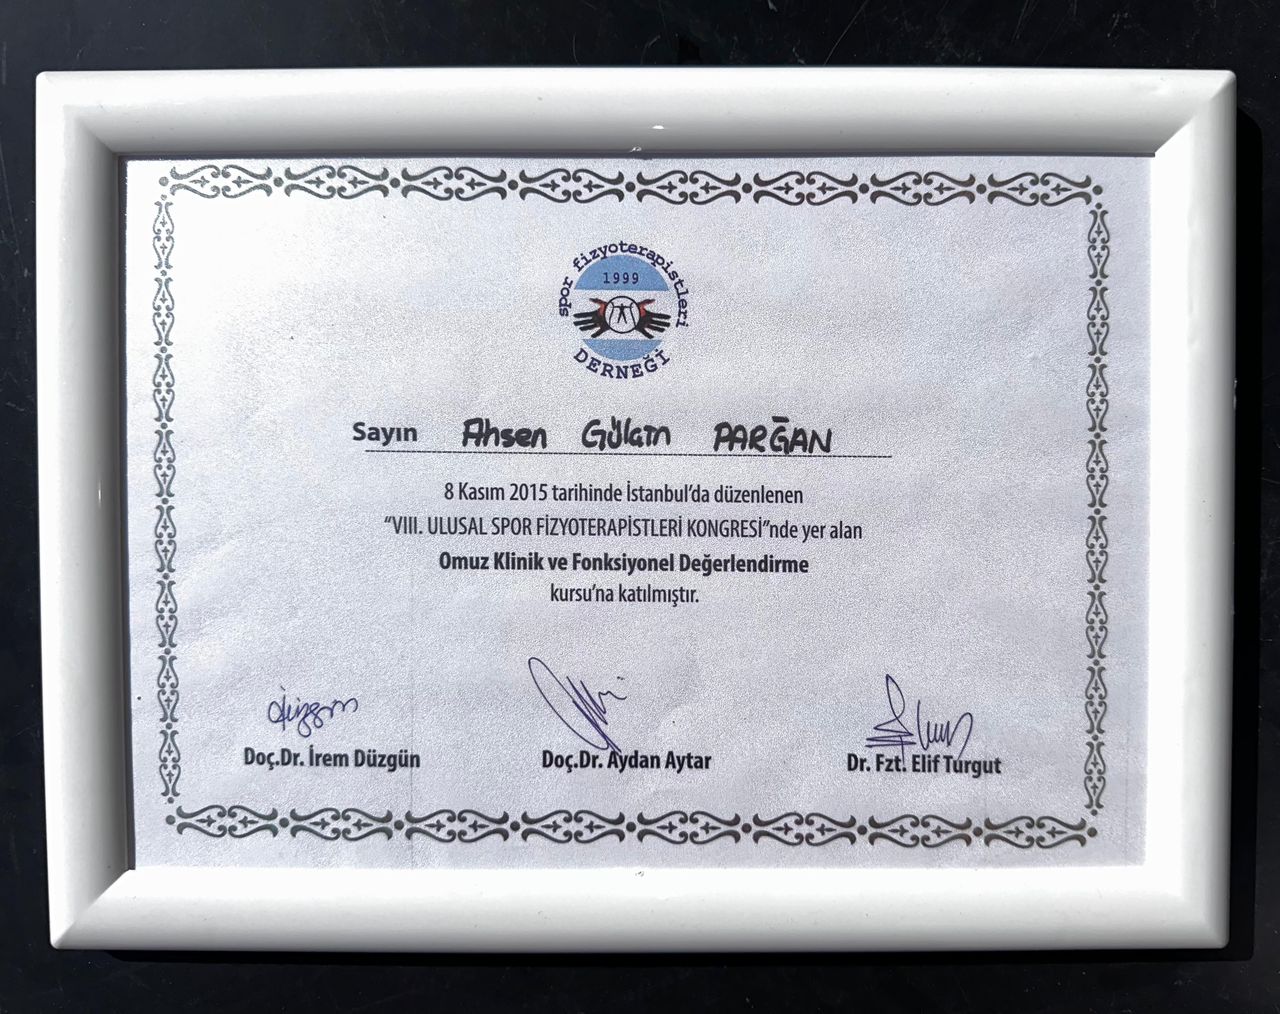 spor fizyoterapistleri
1999
DERNEĞİ
Sayın Ahsen Gülam PARĞAN
8 Kasım 2015 tarihinde İstanbul'da düzenlenen
"VIII. ULUSAL SPOR FİZYOTERAPİSTLERİ KONGRESİ"nde yer alan
Omuz Klinik ve Fonksiyonel Değerlendirme
kursu'na katılmıştır.
Doç.Dr. İrem Düzgün
Doç.Dr. Aydan Aytar
Dr. Fzt. Elif Turgut